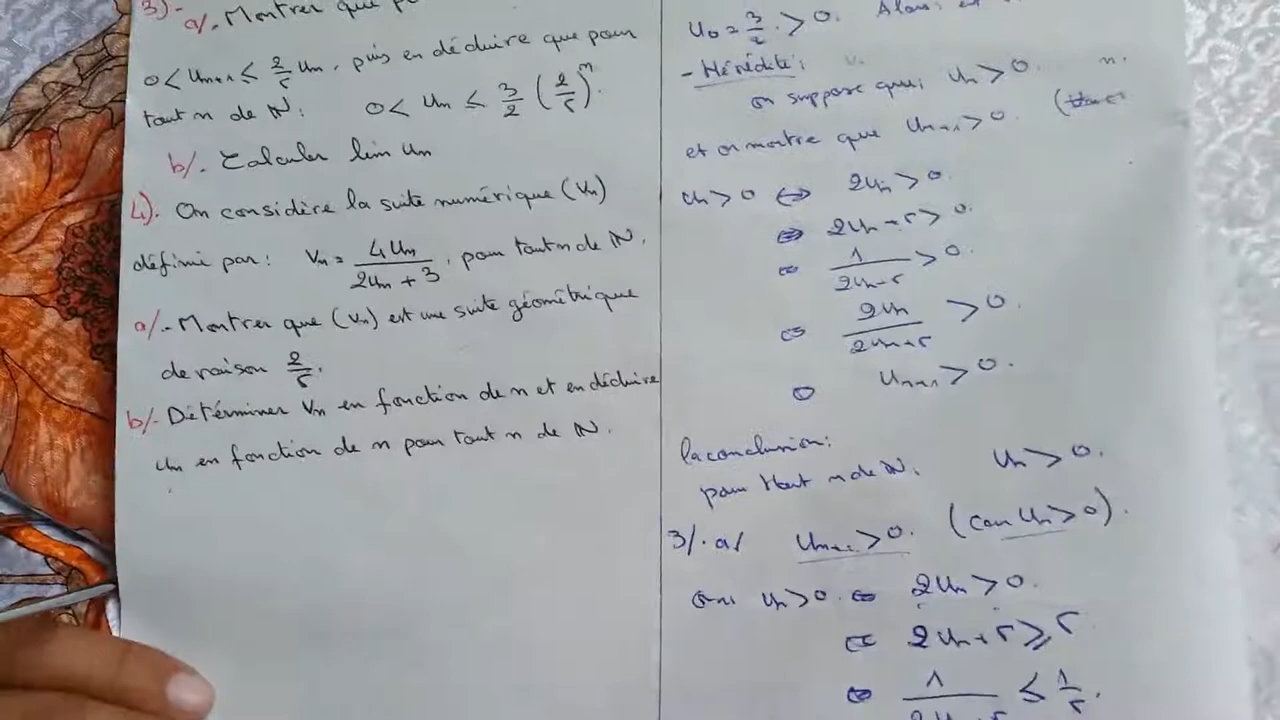 3)-
a/. Montrer que
0 < Un+1 ≤ 2/5 Un, puis en déduire que pour
tout n de ℕ: 0 < Un ≤ 3/2 (2/5)^n.
b/. Calculer lim Un
4). On considère la suite numérique (Vn)
définie par: Vn = 4Un/(2Un + 3), pour tout n de ℕ.
a/- Montrer que (Vn) est une suite géométrique
de raison 2/5.
b/- Détérminer Vn en fonction de n et en déduire
Un en fonction de n pour tout n de ℕ.
U0 = 3/2 > 0. Alors
- Hérédité:
on suppose que: Un > 0.
et on montre que Un+1 > 0.
Un > 0 ⇔ 2Un > 0.
⇔ 2Un + 5 > 0.
⇔ 1/(2Un+5) > 0.
⇔ 2Un/(2Un+5) > 0.
⇔ Un+1 > 0.
la conclusion:
pour tout n de ℕ. Un > 0.
3/. a/ Un+1 > 0. (car Un > 0).
Un > 0 ⇔ 2Un > 0.
⇔ 2Un + 5 ≥ 5
⇔ 1/(2Un+5) ≤ 1/5.